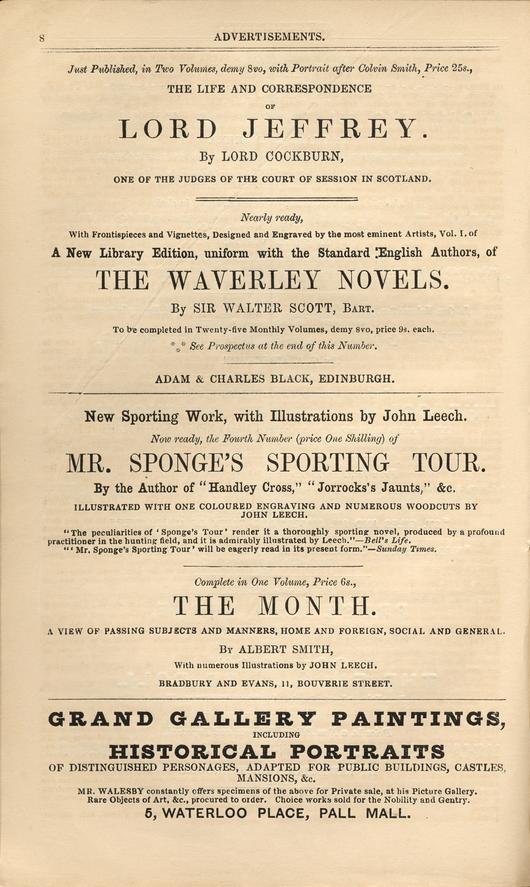 8
ADVERTISEMENTS.
Just Published, in Two Volumes, demy 8vo, with Portrait after Colvin Smith, Price 25s.,
THE LIFE AND CORRESPONDENCE
OF
LORD JEFFREY.
By LORD COCKBURN,
ONE OF THE JUDGES OF THE COURT OF SESSION IN SCOTLAND.
Nearly ready,
With Frontispieces and Vignettes, Designed and Engraved by the most eminent Artists, Vol. I. of
A New Library Edition, uniform with the Standard English Authors, of
THE WAVERLEY NOVELS.
By SIR WALTER SCOTT, BART.
To be completed in Twenty-five Monthly Volumes, demy 8vo, price 9s. each.
*** See Prospectus at the end of this Number.
ADAM & CHARLES BLACK, EDINBURGH.
New Sporting Work, with Illustrations by John Leech.
Now ready, the Fourth Number (price One Shilling) of
MR. SPONGE'S SPORTING TOUR.
By the Author of "Handley Cross," "Jorrocks's Jaunts," &c.
ILLUSTRATED WITH ONE COLOURED ENGRAVING AND NUMEROUS WOODCUTS BY
JOHN LEECH.
"The peculiarities of 'Sponge's Tour' render it a thoroughly sporting novel, produced by a profound
practitioner in the hunting field, and it is admirably illustrated by Leech."—Bell's Life.
"'Mr. Sponge's Sporting Tour' will be eagerly read in its present form."—Sunday Times.
Complete in One Volume, Price 6s.,
THE MONTH.
A VIEW OF PASSING SUBJECTS AND MANNERS, HOME AND FOREIGN, SOCIAL AND GENERAL.
BY ALBERT SMITH,
With numerous Illustrations by JOHN LEECH.
BRADBURY AND EVANS, 11, BOUVERIE STREET.
GRAND GALLERY PAINTINGS,
INCLUDING
HISTORICAL PORTRAITS
OF DISTINGUISHED PERSONAGES, ADAPTED FOR PUBLIC BUILDINGS, CASTLES,
MANSIONS, &c.
MR. WALESBY constantly offers specimens of the above for Private sale, at his Picture Gallery.
Rare Objects of Art, &c., procured to order. Choice works sold for the Nobility and Gentry.
5, WATERLOO PLACE, PALL MALL.